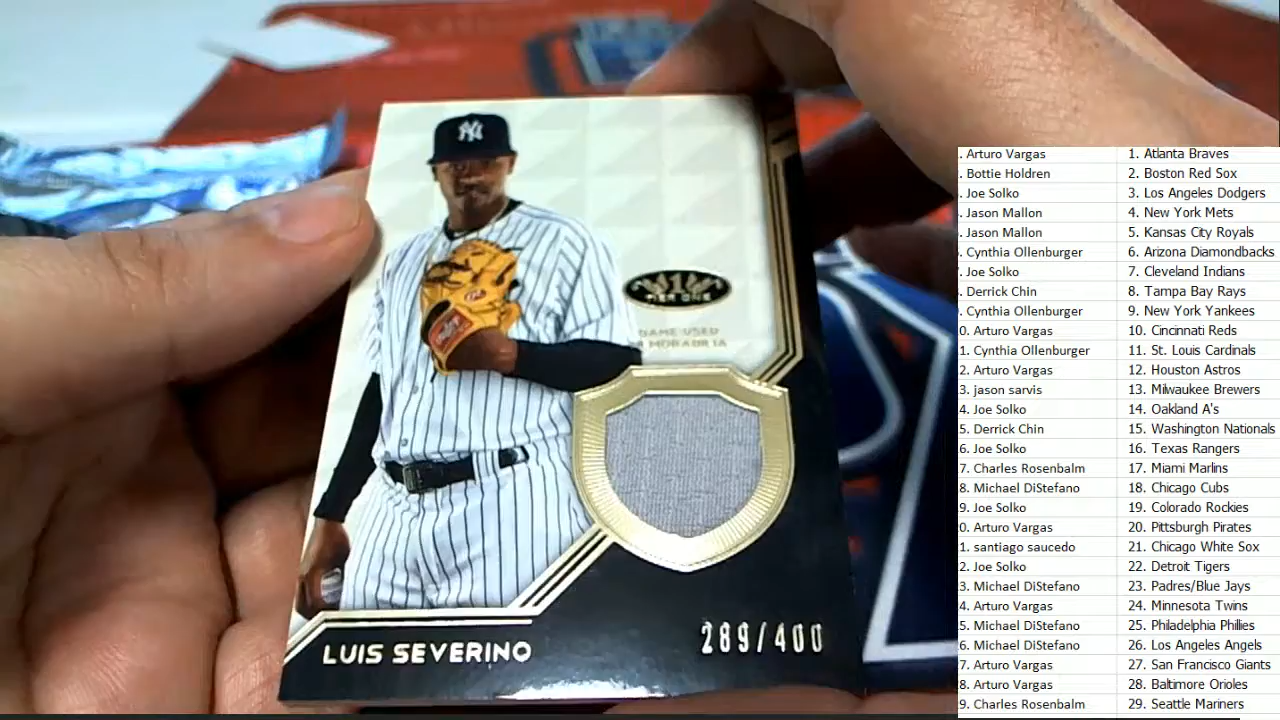 NY
1
TIER ONE
GAME-USED
MEMORABILIA
LUIS SEVERINO
289/400
. Arturo Vargas 1. Atlanta Braves
. Bottie Holdren 2. Boston Red Sox
. Joe Solko 3. Los Angeles Dodgers
. Jason Mallon 4. New York Mets
. Jason Mallon 5. Kansas City Royals
. Cynthia Ollenburger 6. Arizona Diamondbacks
. Joe Solko 7. Cleveland Indians
. Derrick Chin 8. Tampa Bay Rays
. Cynthia Ollenburger 9. New York Yankees
0. Arturo Vargas 10. Cincinnati Reds
1. Cynthia Ollenburger 11. St. Louis Cardinals
2. Arturo Vargas 12. Houston Astros
3. jason sarvis 13. Milwaukee Brewers
4. Joe Solko 14. Oakland A's
5. Derrick Chin 15. Washington Nationals
6. Joe Solko 16. Texas Rangers
7. Charles Rosenbalm 17. Miami Marlins
8. Michael DiStefano 18. Chicago Cubs
9. Joe Solko 19. Colorado Rockies
0. Arturo Vargas 20. Pittsburgh Pirates
1. santiago saucedo 21. Chicago White Sox
2. Joe Solko 22. Detroit Tigers
3. Michael DiStefano 23. Padres/Blue Jays
4. Arturo Vargas 24. Minnesota Twins
5. Michael DiStefano 25. Philadelphia Phillies
6. Michael DiStefano 26. Los Angeles Angels
7. Arturo Vargas 27. San Francisco Giants
8. Arturo Vargas 28. Baltimore Orioles
9. Charles Rosenbalm 29. Seattle Mariners